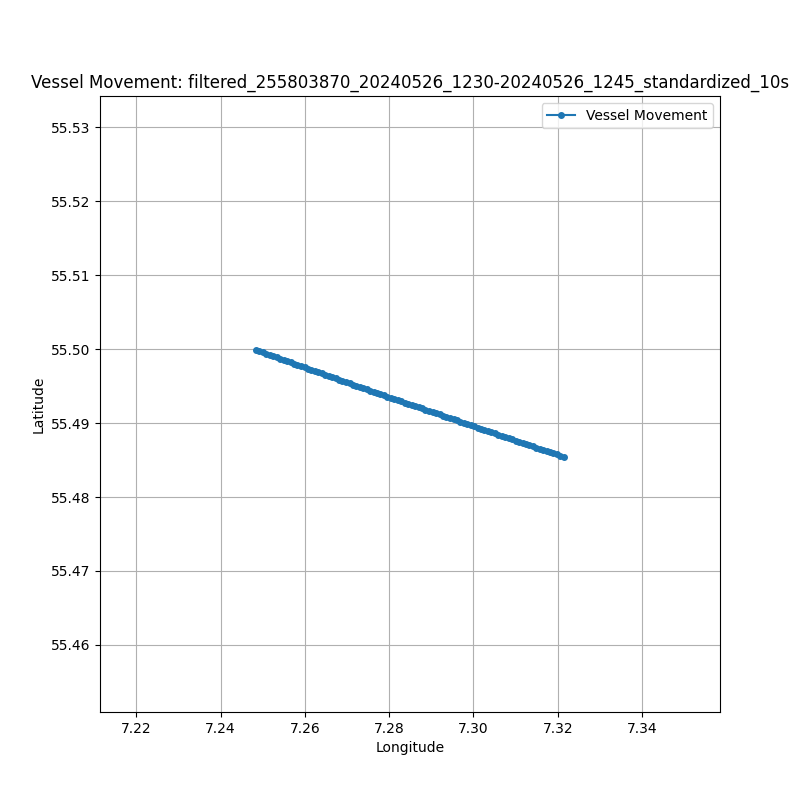 Vessel Movement: filtered_255803870_20240526_1230-20240526_1245_standardized_10s
Vessel Movement
55.53
55.52
55.51
55.50
55.49
55.48
55.47
55.46
Latitude
7.22 7.24 7.26 7.28 7.30 7.32 7.34
Longitude